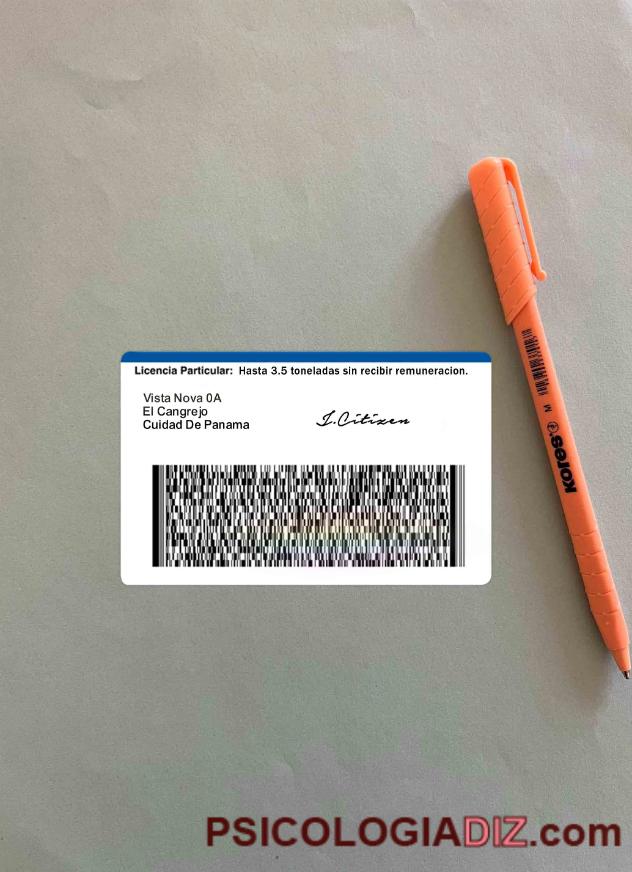 Licencia Particular: Hasta 3.5 toneladas sin recibir remuneracion.
Vista Nova 0A
El Cangrejo
Cuidad De Panama
I.Citizen
M
Kores
PSICOLOGIADIZ.com